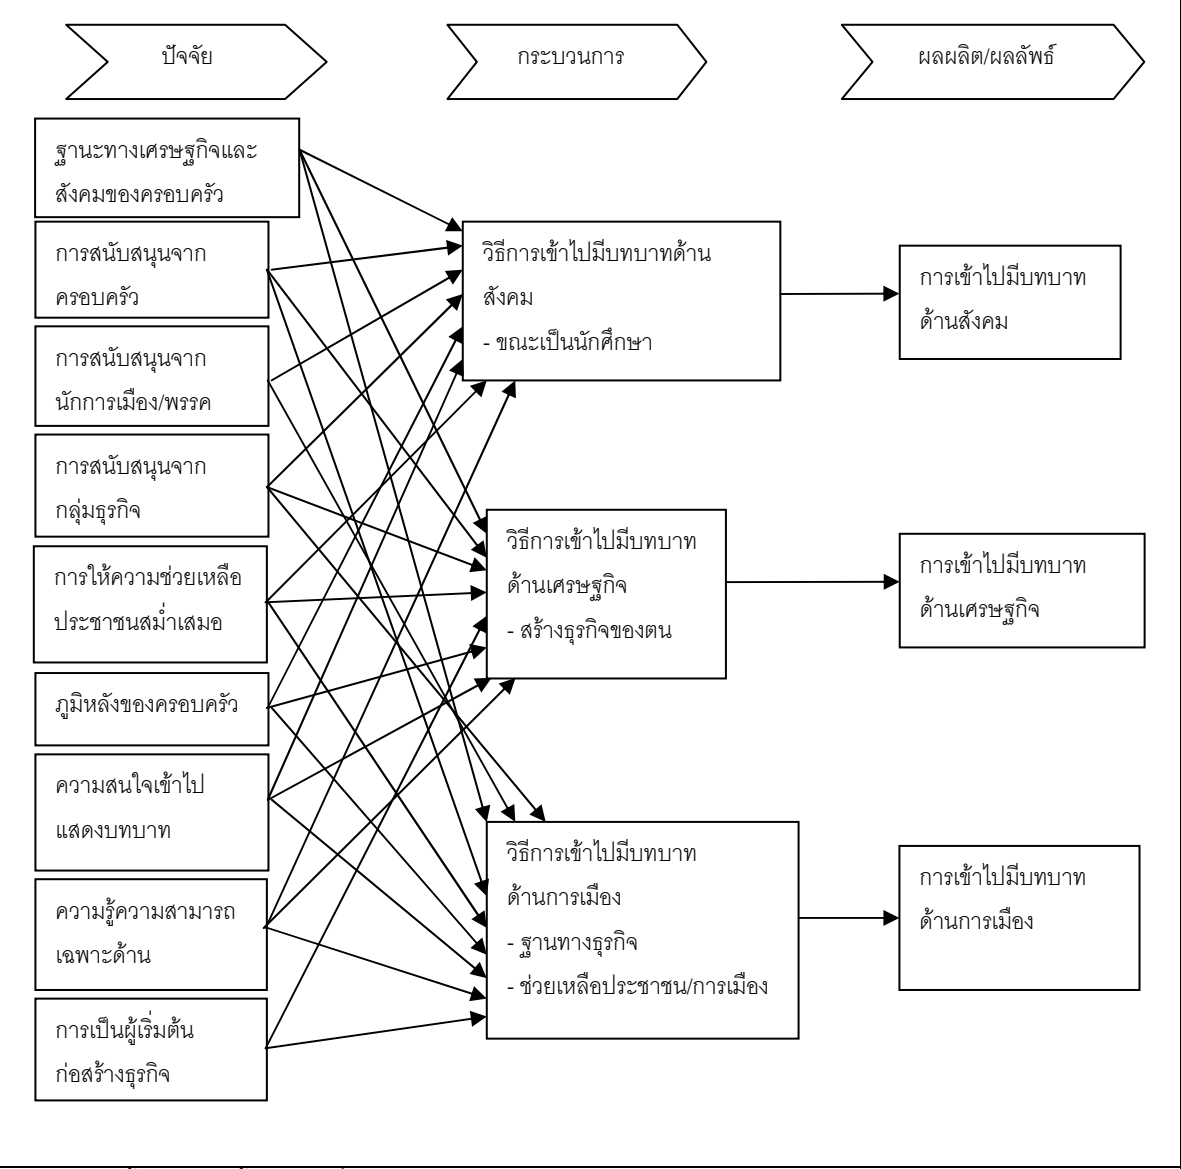 ปัจจัย
กระบวนการ
ผลผลิต/ผลลัพธ์
ฐานะทางเศรษฐกิจและ
สังคมของครอบครัว
การสนับสนุนจาก
ครอบครัว
การสนับสนุนจาก
นักการเมือง/พรรค
การสนับสนุนจาก
กลุ่มธุรกิจ
การให้ความช่วยเหลือ
ประชาชนสม่ำเสมอ
ภูมิหลังของครอบครัว
ความสนใจเข้าไป
แสดงบทบาท
ความรู้ความสามารถ
เฉพาะด้าน
การเป็นผู้เริ่มต้น
ก่อสร้างธุรกิจ
วิธีการเข้าไปมีบทบาทด้าน
สังคม
- ขณะเป็นนักศึกษา
วิธีการเข้าไปมีบทบาท
ด้านเศรษฐกิจ
- สร้างธุรกิจของตน
วิธีการเข้าไปมีบทบาท
ด้านการเมือง
- ฐานทางธุรกิจ
- ช่วยเหลือประชาชน/การเมือง
การเข้าไปมีบทบาท
ด้านสังคม
การเข้าไปมีบทบาท
ด้านเศรษฐกิจ
การเข้าไปมีบทบาท
ด้านการเมือง